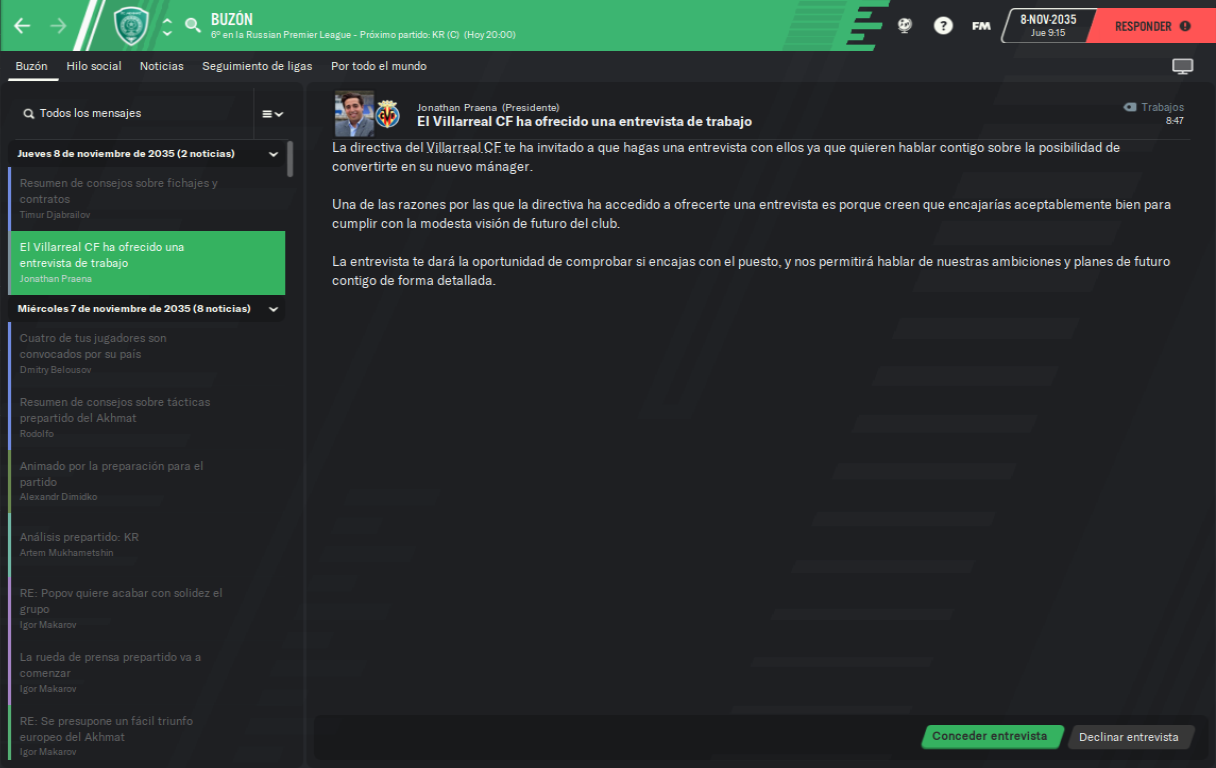 BUZÓN
6º en la Russian Premier League - Próximo partido: KR (C) (Hoy 20:00)
?
FM
8-NOV-2035
Jue 9:15
RESPONDER
Buzón Hilo social Noticias Seguimiento de ligas Por todo el mundo
Todos los mensajes
Jueves 8 de noviembre de 2035 (2 noticias)
Resumen de consejos sobre fichajes y
contratos
Timur Djabrailov
El Villarreal CF ha ofrecido una
entrevista de trabajo
Jonathan Praena
Miércoles 7 de noviembre de 2035 (8 noticias)
Cuatro de tus jugadores son
convocados por su país
Dmitry Belousov
Resumen de consejos sobre tácticas
prepartido del Akhmat
Rodolfo
Animado por la preparación para el
partido
Alexandr Dimidko
Análisis prepartido: KR
Artem Mukhametshin
RE: Popov quiere acabar con solidez el
grupo
Igor Makarov
La rueda de prensa prepartido va a
comenzar
Igor Makarov
RE: Se presupone un fácil triunfo
europeo del Akhmat
Igor Makarov
Jonathan Praena (Presidente)
El Villarreal CF ha ofrecido una entrevista de trabajo
Trabajos
8:47
La directiva del Villarreal CF te ha invitado a que hagas una entrevista con ellos ya que quieren hablar contigo sobre la posibilidad de
convertirte en su nuevo mánager.
Una de las razones por las que la directiva ha accedido a ofrecerte una entrevista es porque creen que encajarías aceptablemente bien para
cumplir con la modesta visión de futuro del club.
La entrevista te dará la oportunidad de comprobar si encajas con el puesto, y nos permitirá hablar de nuestras ambiciones y planes de futuro
contigo de forma detallada.
Conceder entrevista
Declinar entrevista